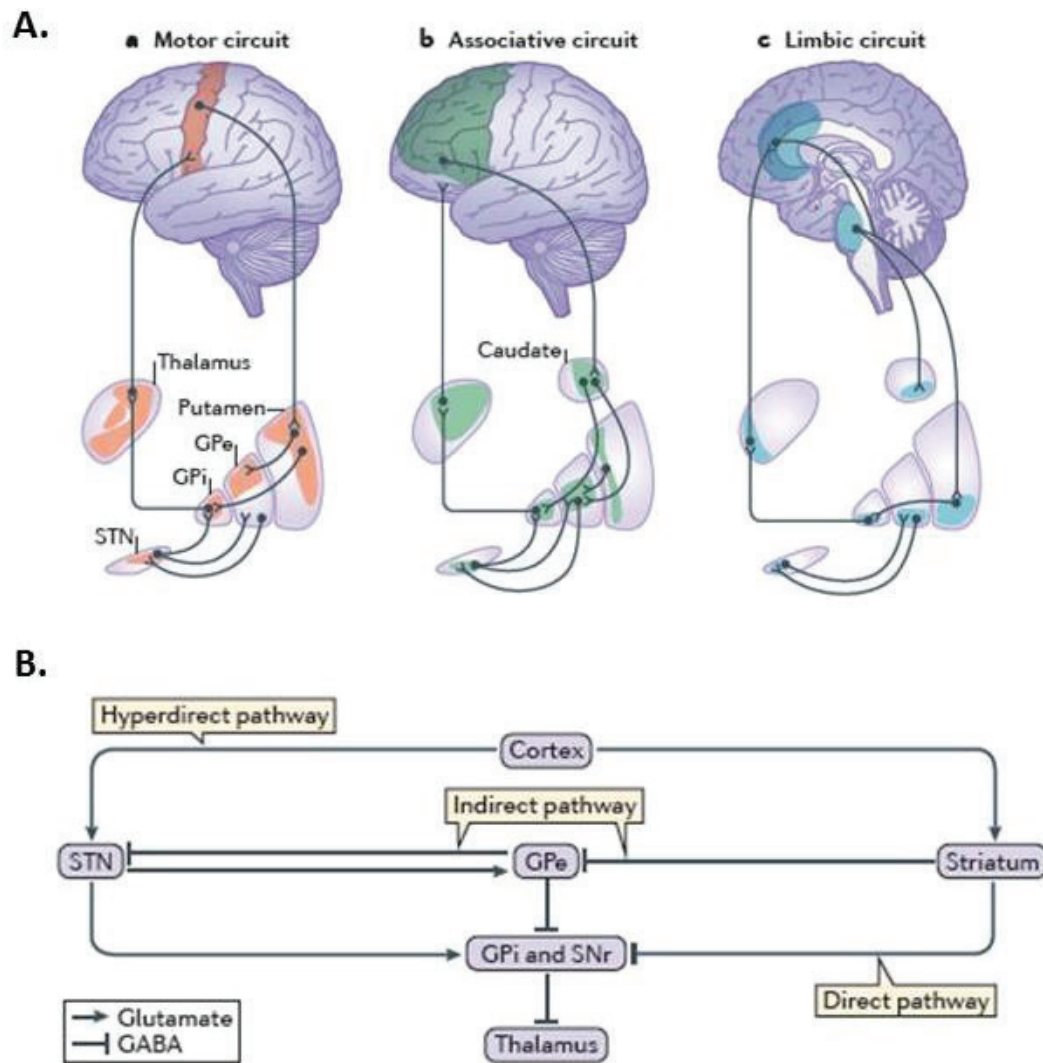 A.
a Motor circuit
b Associative circuit
c Limbic circuit
Thalamus
Putamen
GPe
GPi
STN
Caudate
B.
Hyperdirect pathway
Cortex
Indirect pathway
STN
GPe
Striatum
GPi and SNr
Direct pathway
Glutamate
GABA
Thalamus